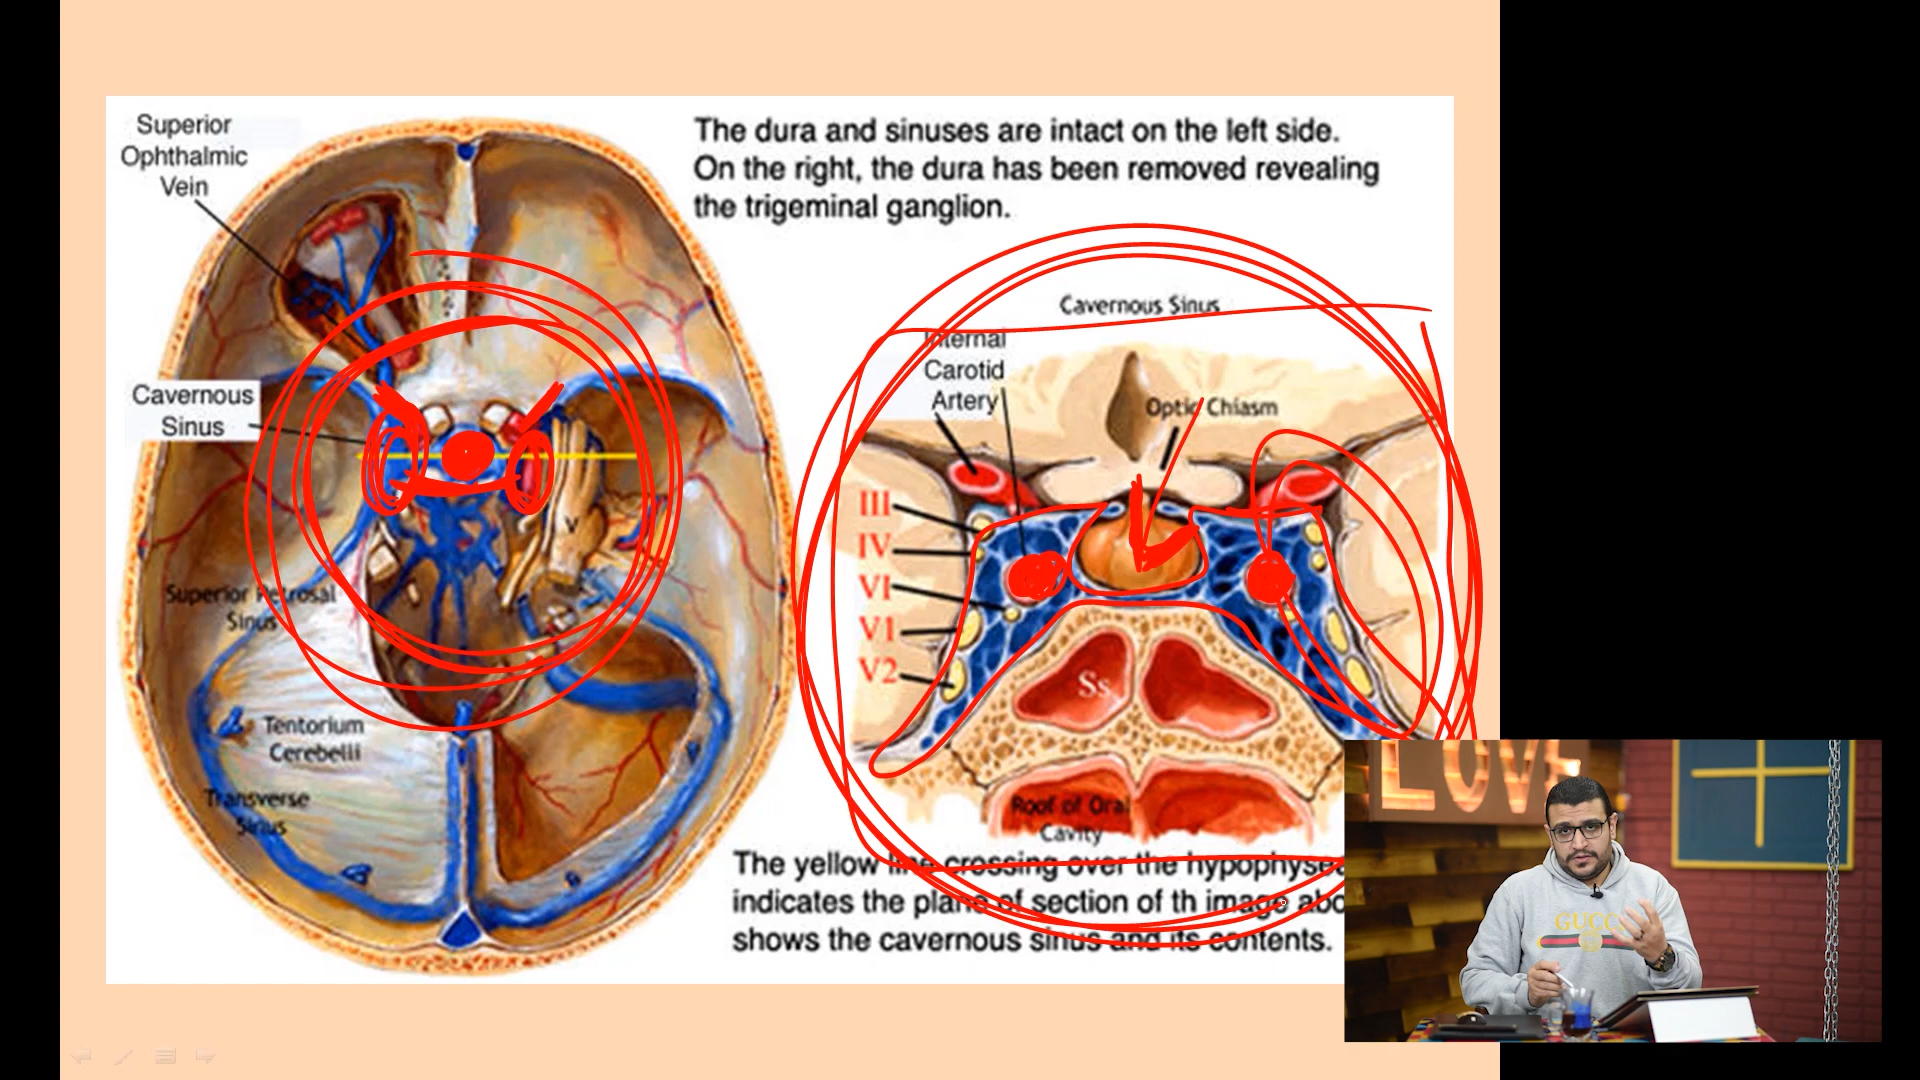 Superior
Ophthalmic
Vein
The dura and sinuses are intact on the left side.
On the right, the dura has been removed revealing
the trigeminal ganglion.
Cavernous Sinus
Internal
Carotid
Artery
Optic Chiasm
Cavernous
Sinus
III
IV
VI
V1
V2
V
Superior Petrosal
Sinus
Ss
Tentorium
Cerebelli
Transverse
Sinus
Roof of Oral
Cavity
The yellow line crossing over the hypophyse
indicates the plane of section of th image abo
shows the cavernous sinus and its contents.
LOVE
GUCC